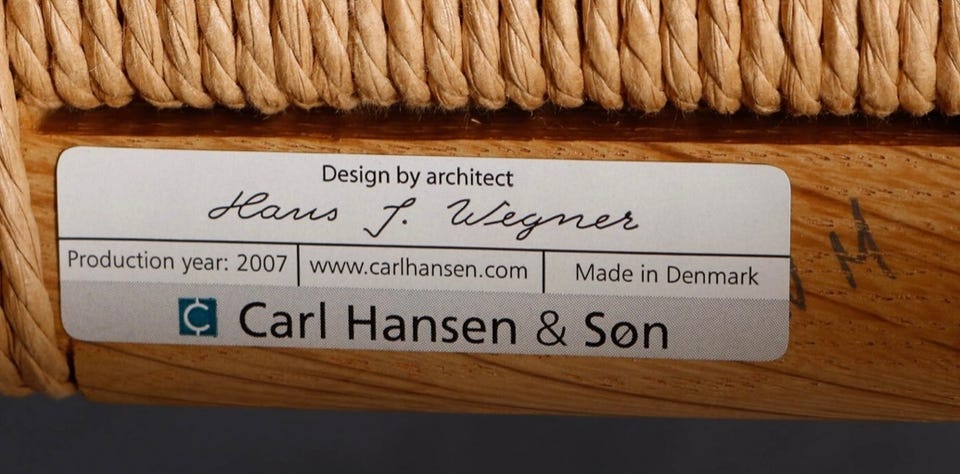 Design by architect
Hans J. Wegner
Production year: 2007 www.carlhansen.com Made in Denmark
Carl Hansen & Søn
M